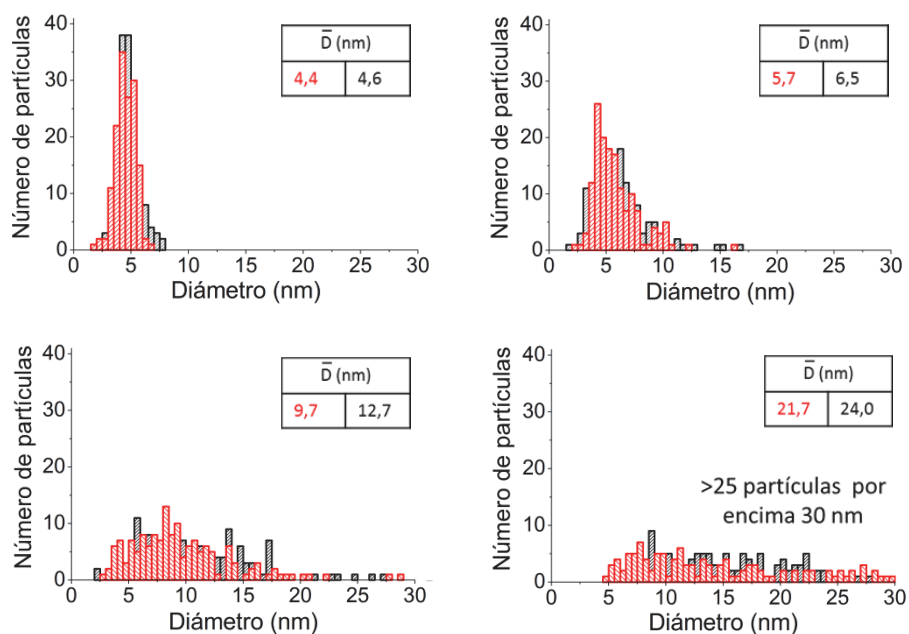 Número de partículas
40
30
20
10
0
D̅ (nm)
4,4 4,6
0 5 10 15 20 25 30
Diámetro (nm)
Número de partículas
40
30
20
10
0
D̅ (nm)
5,7 6,5
0 5 10 15 20 25 30
Diámetro (nm)
Número de partículas
40
30
20
10
0
D̅ (nm)
9,7 12,7
0 5 10 15 20 25 30
Diámetro (nm)
Número de partículas
40
30
20
10
0
D̅ (nm)
21,7 24,0
>25 partículas por
encima 30 nm
0 5 10 15 20 25 30
Diámetro (nm)